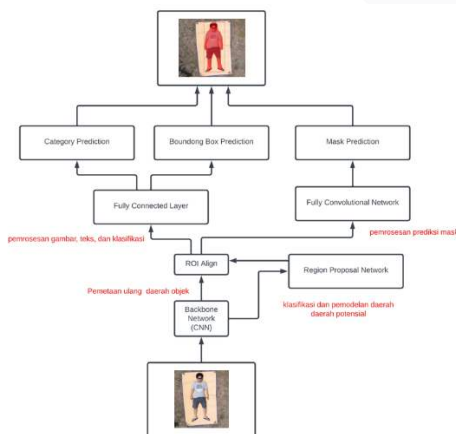 Category Prediction
Boundong Box Prediction
Mask Prediction
Fully Connected Layer
Fully Convolutional Network
pemrosesan gambar, teks, dan klasifikasi
pemrosesan prediksi mask
ROI Align
Region Proposal Network
Pemetaan ulang daerah objek
Backbone
Network
(CNN)
klasifikasi dan pemodelan daerah
daerah potensial